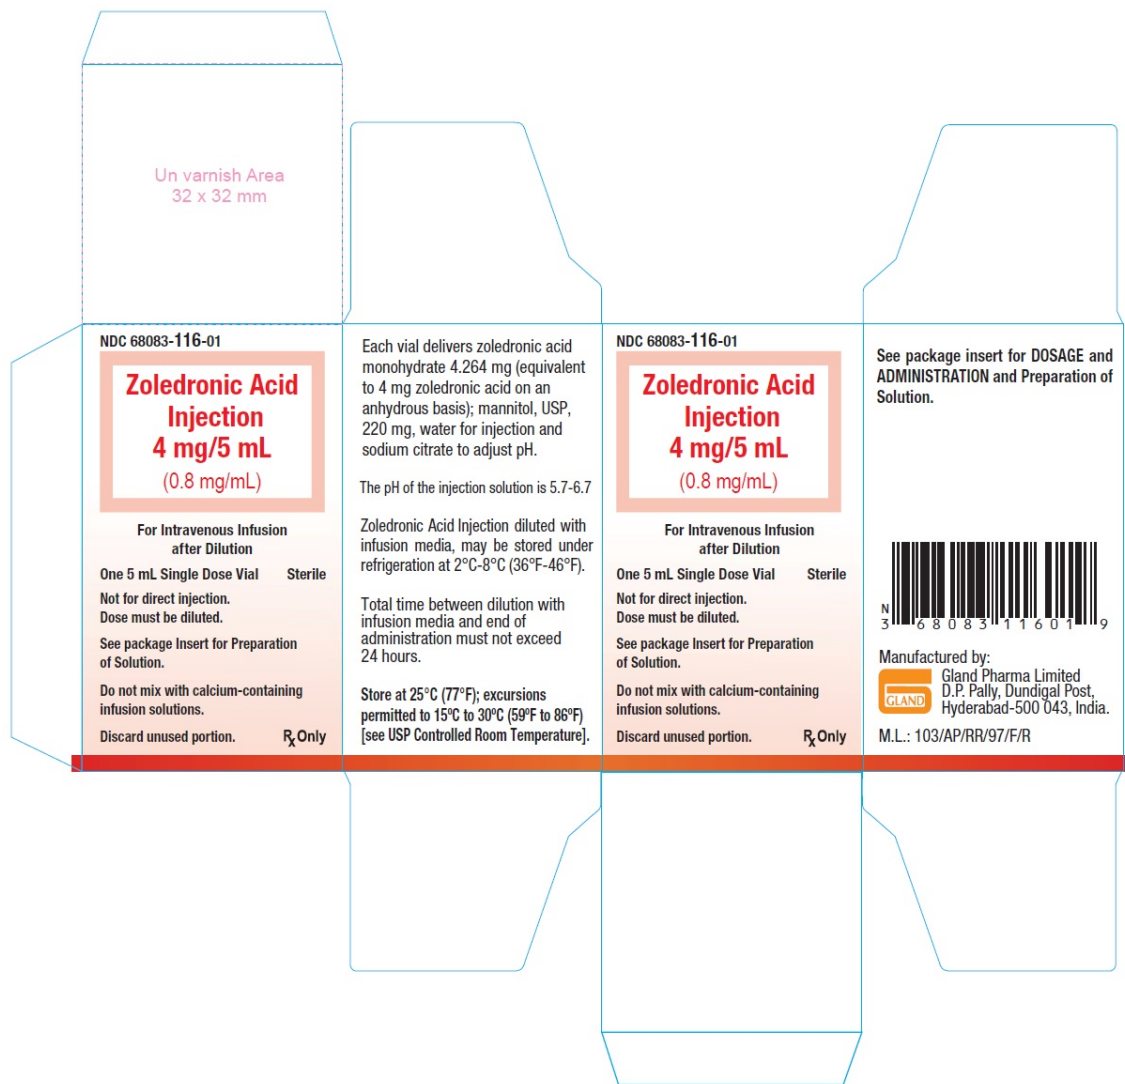 Un varnish Area
32 x 32 mm
NDC 68083-116-01
Zoledronic Acid
Injection
4 mg/5 mL
(0.8 mg/mL)
For Intravenous Infusion
after Dilution
One 5 mL Single Dose Vial Sterile
Not for direct injection.
Dose must be diluted.
See package Insert for Preparation
of Solution.
Do not mix with calcium-containing
infusion solutions.
Discard unused portion. ℞ Only
Each vial delivers zoledronic acid
monohydrate 4.264 mg (equivalent
to 4 mg zoledronic acid on an
anhydrous basis); mannitol, USP,
220 mg, water for injection and
sodium citrate to adjust pH.
The pH of the injection solution is 5.7-6.7
Zoledronic Acid Injection diluted with
infusion media, may be stored under
refrigeration at 2°C-8°C (36°F-46°F).
Total time between dilution with
infusion media and end of
administration must not exceed
24 hours.
Store at 25°C (77°F); excursions
permitted to 15ºC to 30ºC (59ºF to 86ºF)
[see USP Controlled Room Temperature].
NDC 68083-116-01
Zoledronic Acid
Injection
4 mg/5 mL
(0.8 mg/mL)
For Intravenous Infusion
after Dilution
One 5 mL Single Dose Vial Sterile
Not for direct injection.
Dose must be diluted.
See package Insert for Preparation
of Solution.
Do not mix with calcium-containing
infusion solutions.
Discard unused portion. ℞ Only
See package insert for DOSAGE and
ADMINISTRATION and Preparation of
Solution.
N
3 68083 11601 9
Manufactured by:
GLAND
Gland Pharma Limited
D.P. Pally, Dundigal Post,
Hyderabad-500 043, India.
M.L.: 103/AP/RR/97/F/R